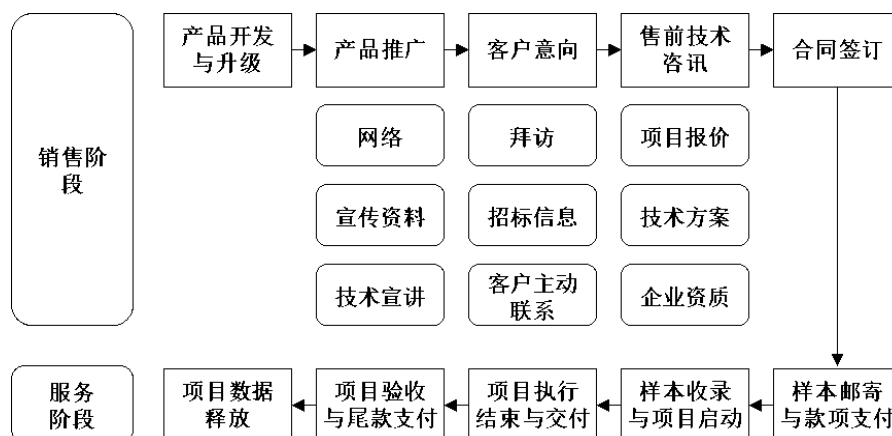 产品开发
与升级
产品推广
客户意向
售前技术
咨讯
合同签订
销售阶
段
网络
拜访
项目报价
宣传资料
招标信息
技术方案
技术宣讲
客户主动
联系
企业资质
服务
阶段
项目数据
释放
项目验收
与尾款支付
项目执行
结束与交付
样本收录
与项目启动
样本邮寄
与款项支付